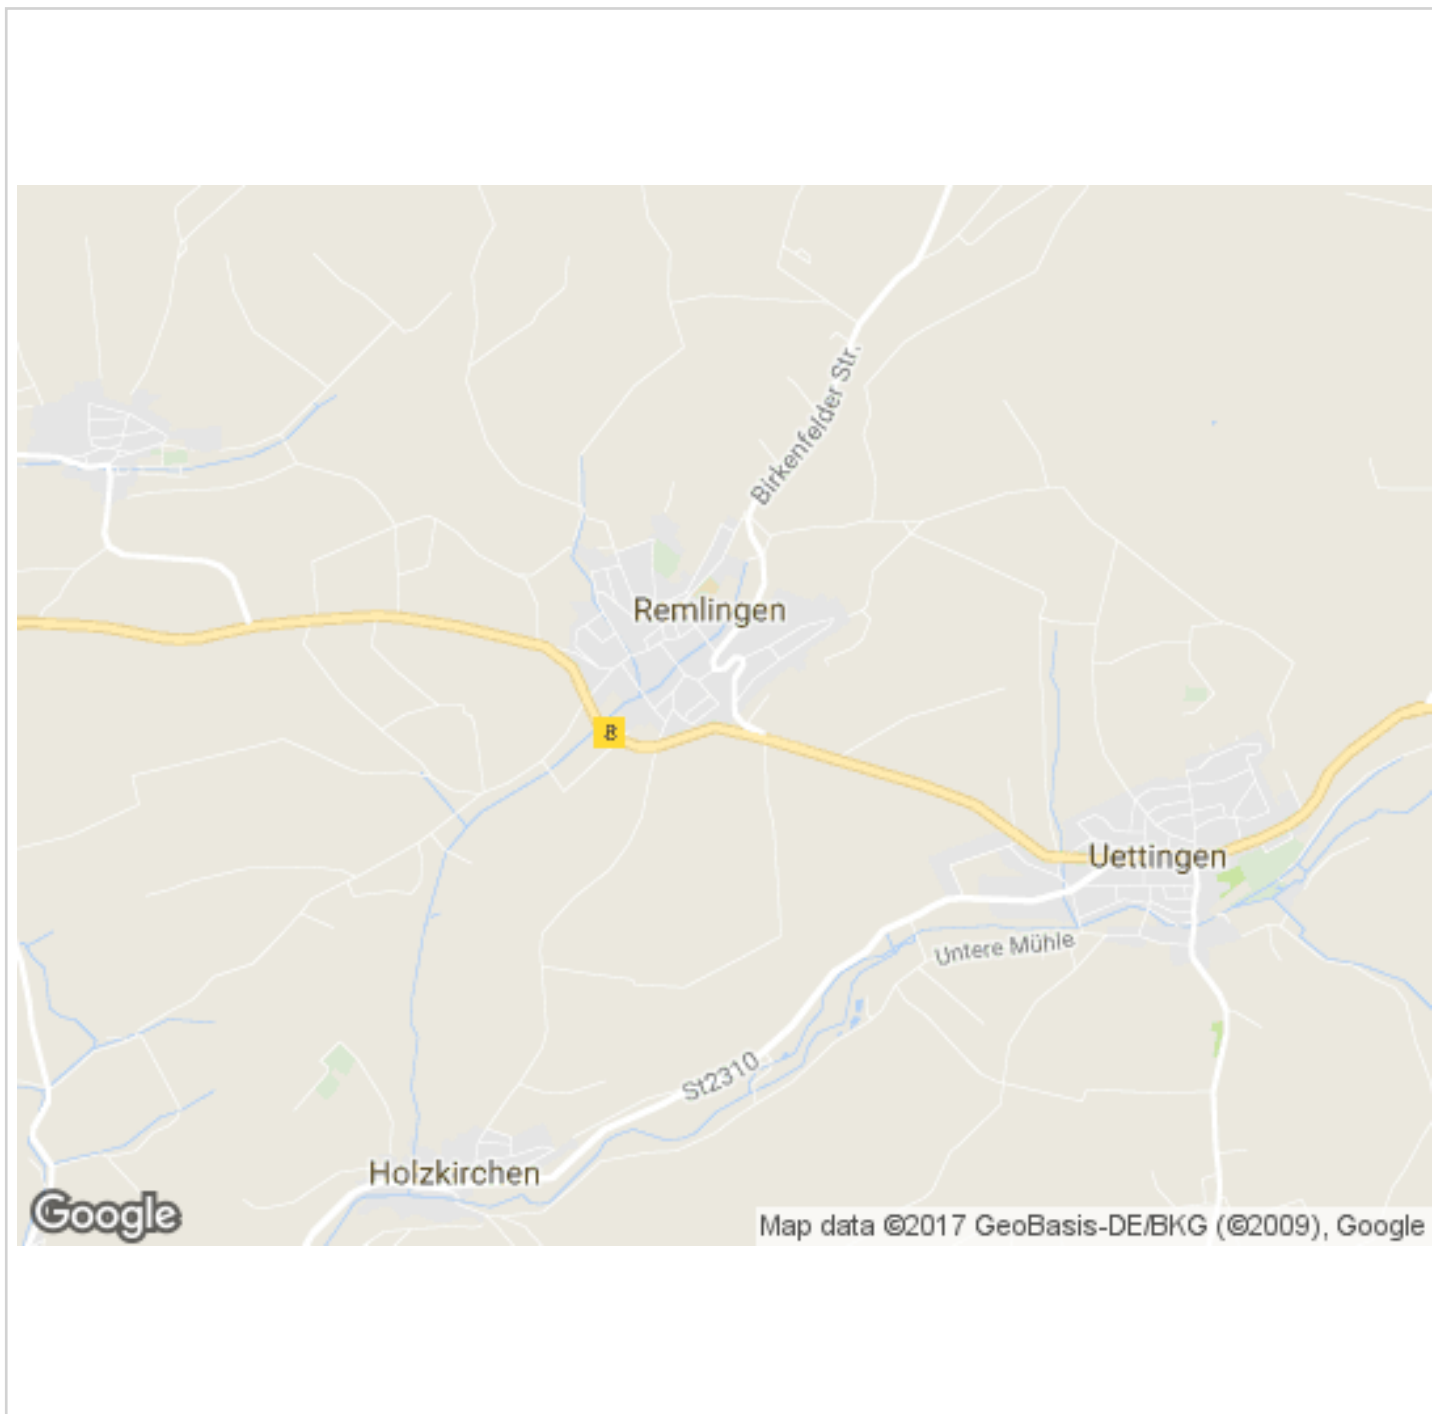 Birkenfelder Str.
Remlingen
8
Uettingen
Untere Mühle
St2310
Holzkirchen
Google
Map data ©2017 GeoBasis-DE/BKG (©2009), Google